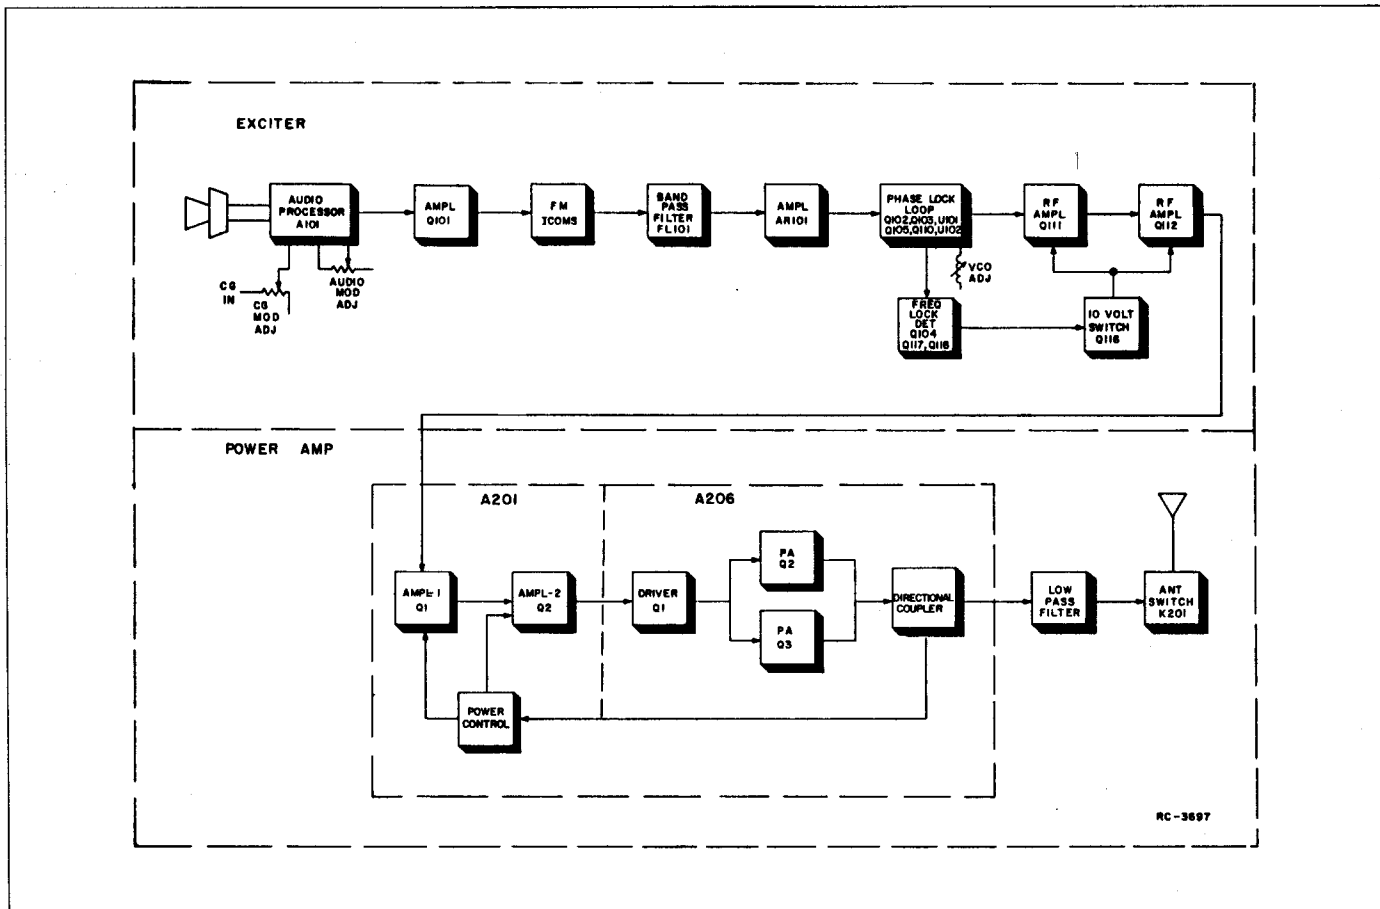 EXCITER
AUDIO
PROCESSOR
A101
AMPL
Q101
FM
ICOMS
BAND
PASS
FILTER
FL101
AMPL
AR101
PHASE LOCK
LOOP
Q102,Q103,U101
Q105,Q110,U102
RF
AMPL
Q111
RF
AMPL
Q112
CG
IN
CG
MOD
ADJ
AUDIO
MOD
ADJ
VCO
ADJ
FREQ
LOCK
DET
Q104
Q117,Q118
10 VOLT
SWITCH
Q116
POWER AMP
A201
A206
AMPL-1
Q1
AMPL-2
Q2
DRIVER
Q1
PA
Q2
PA
Q3
DIRECTIONAL
COUPLER
LOW
PASS
FILTER
ANT
SWITCH
K201
POWER
CONTROL
RC-3697